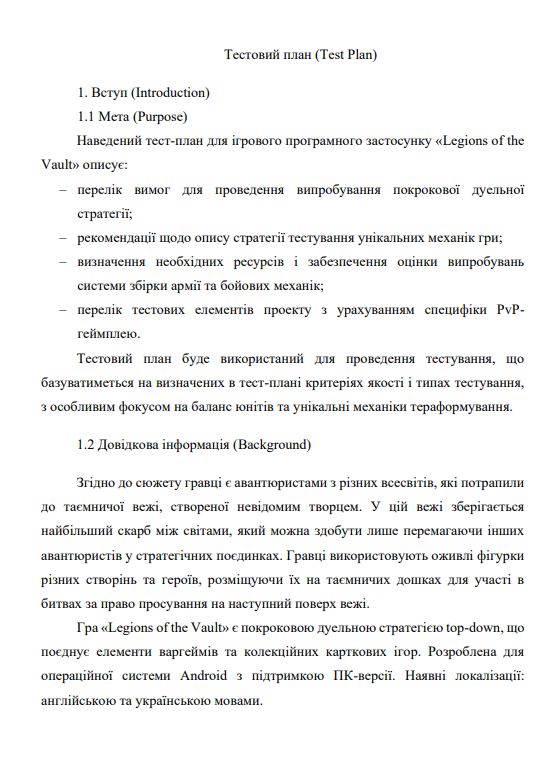 Тестовий план (Test Plan)
1. Вступ (Introduction)
1.1 Мета (Purpose)
Наведений тест-план для ігрового програмного застосунку «Legions of the
Vault» описує:
– перелік вимог для проведення випробування покрокової дуельної
стратегії;
– рекомендації щодо опису стратегії тестування унікальних механік гри;
– визначення необхідних ресурсів і забезпечення оцінки випробувань
системи збірки армії та бойових механік;
– перелік тестових елементів проекту з урахуванням специфіки PvP-
геймплею.
Тестовий план буде використаний для проведення тестування, що
базуватиметься на визначених в тест-плані критеріях якості і типах тестування,
з особливим фокусом на баланс юнітів та унікальні механіки тераформування.
1.2 Довідкова інформація (Background)
Згідно до сюжету гравці є авантюристами з різних всесвітів, які потрапили
до таємничої вежі, створеної невідомим творцем. У цій вежі зберігається
найбільший скарб між світами, який можна здобути лише перемагаючи інших
авантюристів у стратегічних поєдинках. Гравці використовують оживлі фігурки
різних створінь та героїв, розміщуючи їх на таємничих дошках для участі в
битвах за право просування на наступний поверх вежі.
Гра «Legions of the Vault» є покроковою дуельною стратегією top-down, що
поєднує елементи варгеймів та колекційних карткових ігор. Розроблена для
операційної системи Android з підтримкою ПК-версії. Наявні локалізації:
англійською та українською мовами.